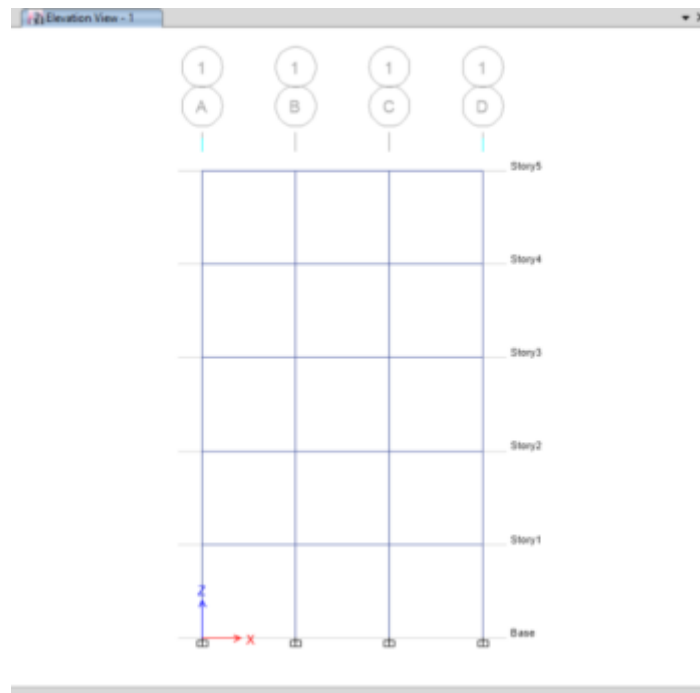 Elevation View - 1
1 1 1 1
A B C D
Story5
Story4
Story3
Story2
Story1
Z
X
Base